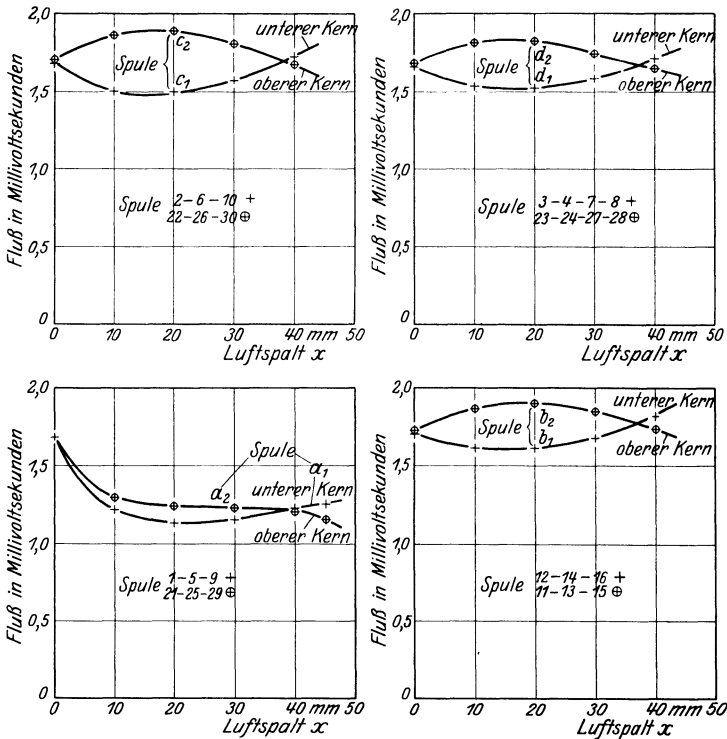 Fluß in Millivoltsekunden
2,0
1,5
1,0
0,5
0
unterer Kern
Spule { c2
c1
oberer Kern
Spule 2-6-10 +
22-26-30 ⊕
0 10 20 30 40 mm 50
Luftspalt x
Fluß in Millivoltsekunden
2,0
1,5
1,0
0,5
0
unterer Kern
Spule { d2
d1
oberer Kern
Spule 3-4-7-8 +
23-24-27-28 ⊕
0 10 20 30 40 mm 50
Luftspalt x
Fluß in Millivoltsekunden
2,0
1,5
1,0
0,5
0
Spule
a2 a1
unterer Kern
oberer Kern
Spule 1-5-9 +
21-25-29 ⊕
0 10 20 30 40 mm 50
Luftspalt x
Fluß in Millivoltsekunden
2,0
1,5
1,0
0,5
0
unterer Kern
Spule { b2
b1
oberer Kern
Spule 12-14-16 +
11-13-15 ⊕
0 10 20 30 40 mm 50
Luftspalt x